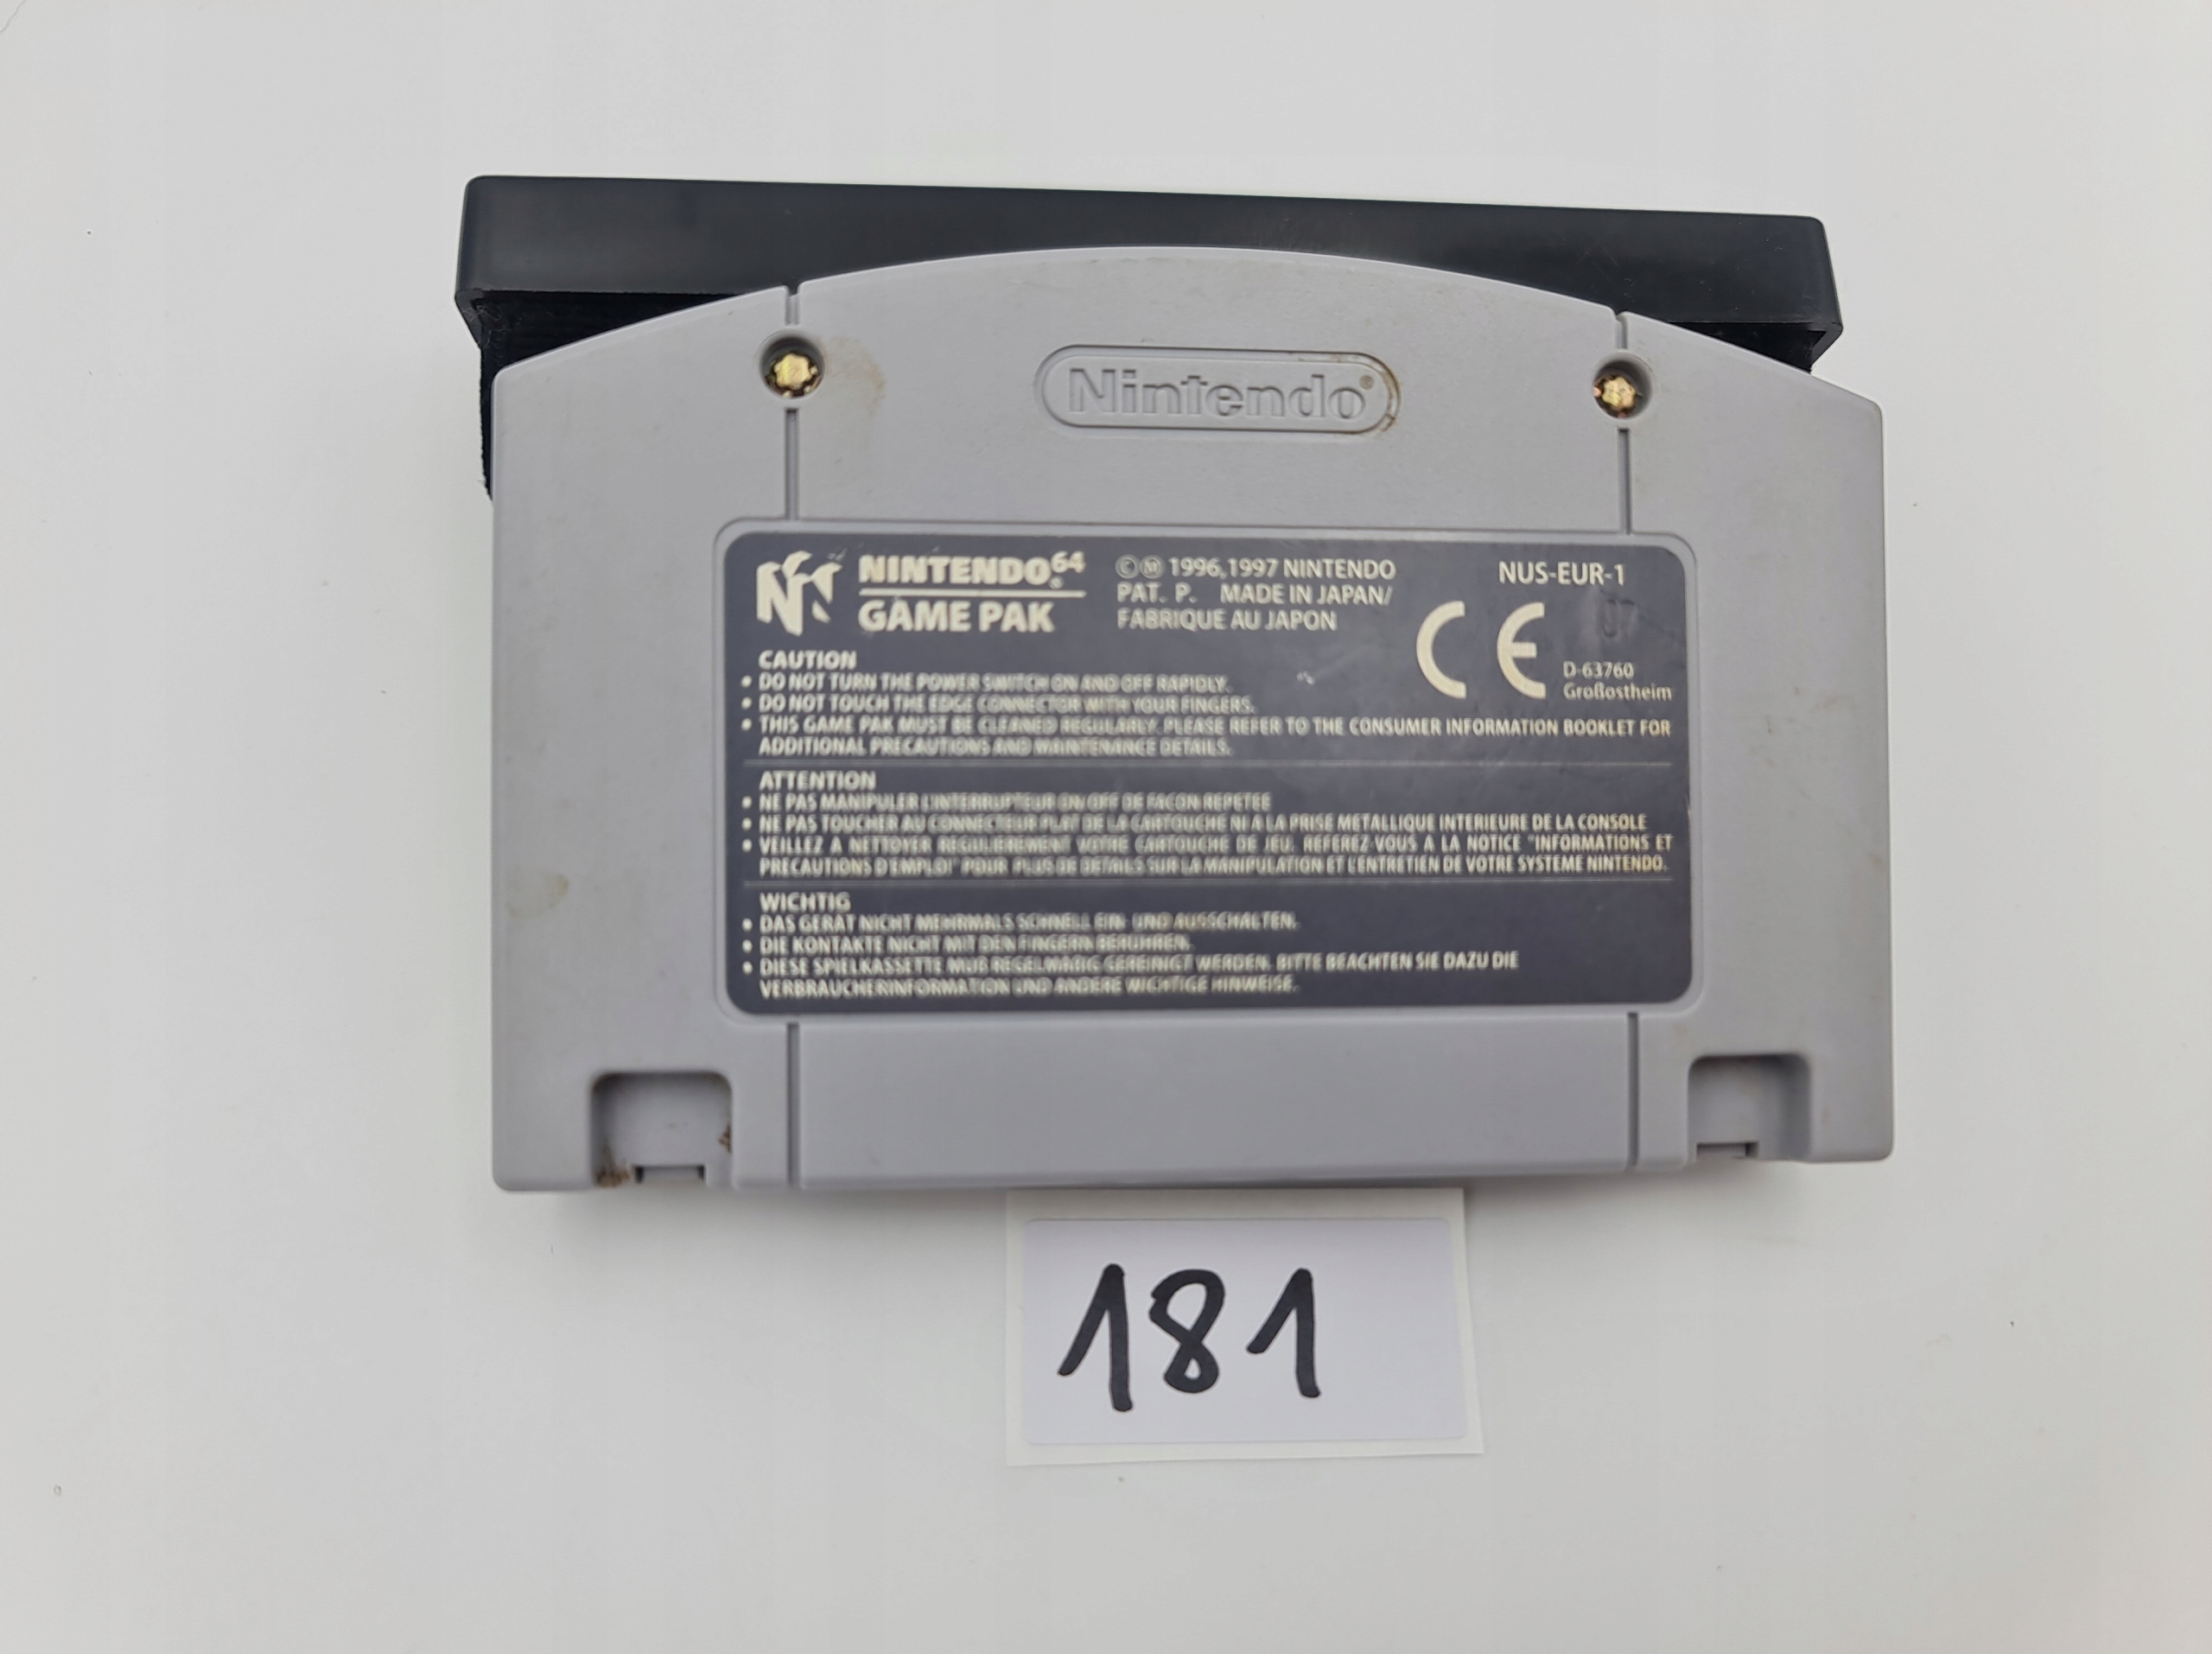 Nintendo®
NINTENDO64®
GAME PAK
©Ⓜ 1996,1997 NINTENDO
PAT. P. MADE IN JAPAN/
FABRIQUE AU JAPON
NUS-EUR-1
07
CE
D-63760
Großostheim
CAUTION
• DO NOT TURN THE POWER SWITCH ON AND OFF RAPIDLY.
• DO NOT TOUCH THE EDGE CONNECTOR WITH YOUR FINGERS.
• THIS GAME PAK MUST BE CLEANED REGULARLY. PLEASE REFER TO THE CONSUMER INFORMATION BOOKLET FOR
ADDITIONAL PRECAUTIONS AND MAINTENANCE DETAILS.
ATTENTION
• NE PAS MANIPULER L'INTERRUPTEUR ON/OFF DE FACON REPETEE
• NE PAS TOUCHER AU CONNECTEUR PLAT DE LA CARTOUCHE NI A LA PRISE METALLIQUE INTERIEURE DE LA CONSOLE
• VEILLEZ A NETTOYER REGULIEREMENT VOTRE CARTOUCHE DE JEU. REFEREZ-VOUS A LA NOTICE "INFORMATIONS ET
PRECAUTIONS D'EMPLOI" POUR PLUS DE DETAILS SUR LA MANIPULATION ET L'ENTRETIEN DE VOTRE SYSTEME NINTENDO.
WICHTIG
• DAS GERÄT NICHT MEHRMALS SCHNELL EIN- UND AUSSCHALTEN.
• DIE KONTAKTE NICHT MIT DEN FINGERN BERÜHREN.
• DIESE SPIELKASSETTE MUß REGELMÄßIG GEREINIGT WERDEN. BITTE BEACHTEN SIE DAZU DIE
VERBRAUCHERINFORMATION UND ANDERE WICHTIGE HINWEISE.
181